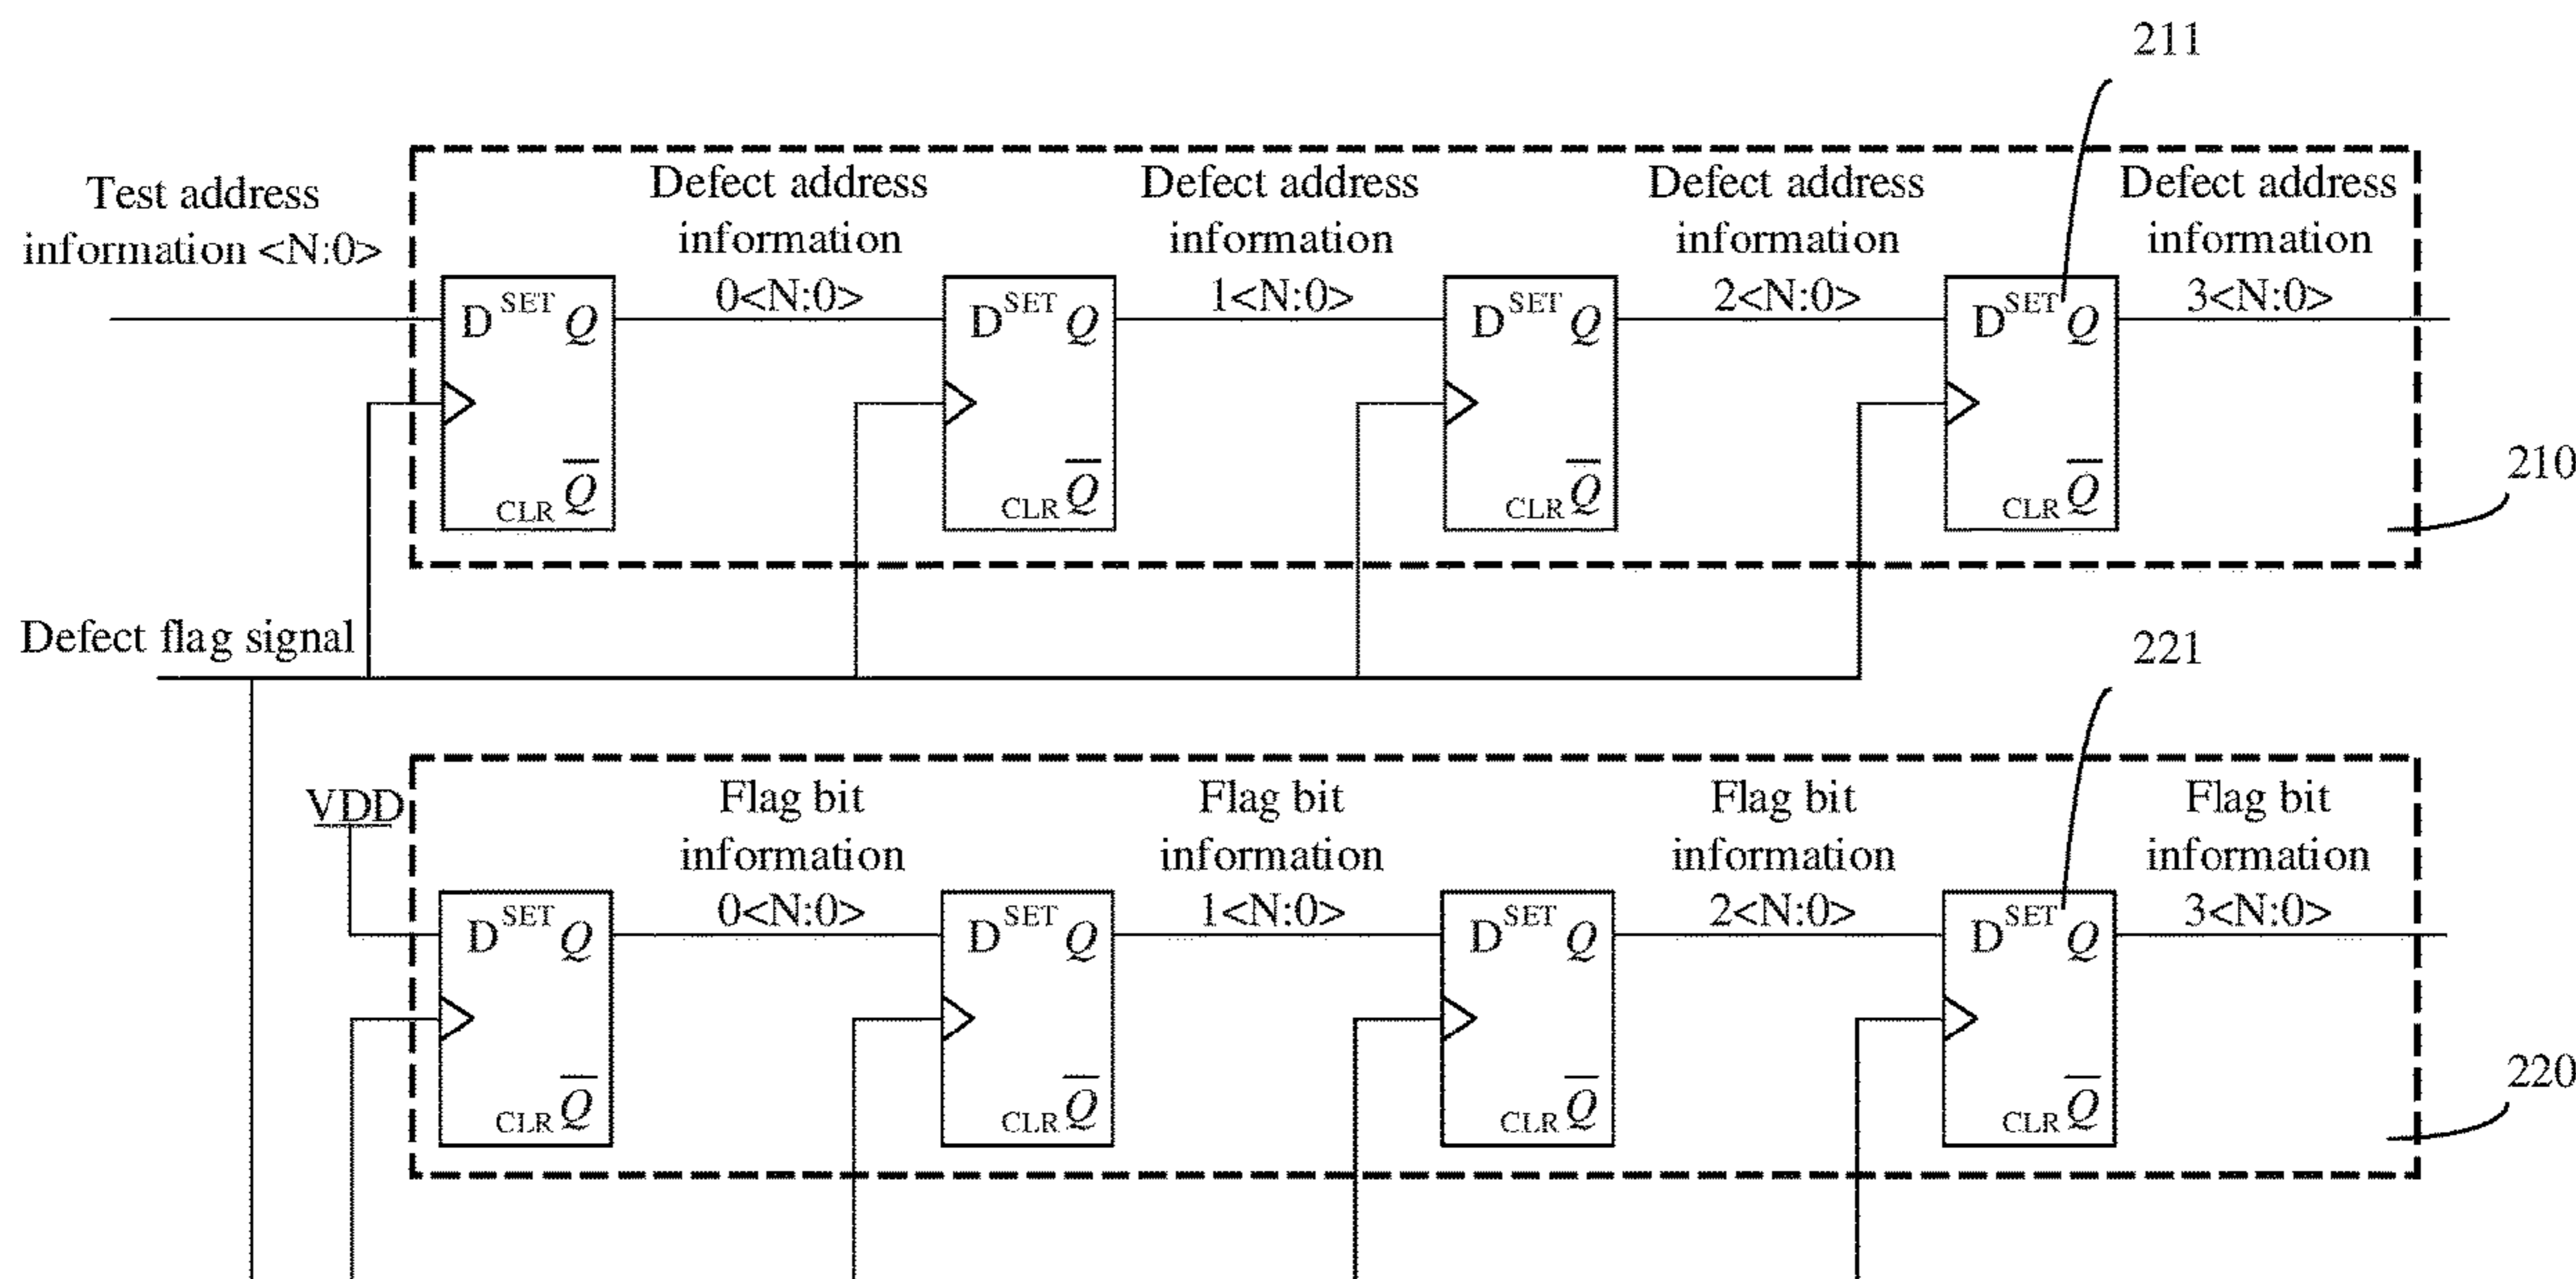 211
Test address
information <N:0>
Defect address
information
0<N:0>
Defect address
information
1<N:0>
Defect address
information
2<N:0>
Defect address
information
3<N:0>
D SET Q
CLR Q
D SET Q
CLR Q
D SET Q
CLR Q
D SET Q
CLR Q
210
Defect flag signal
221
VDD
Flag bit
information
0<N:0>
Flag bit
information
1<N:0>
Flag bit
information
2<N:0>
Flag bit
information
3<N:0>
D SET Q
CLR Q
D SET Q
CLR Q
D SET Q
CLR Q
D SET Q
CLR Q
220